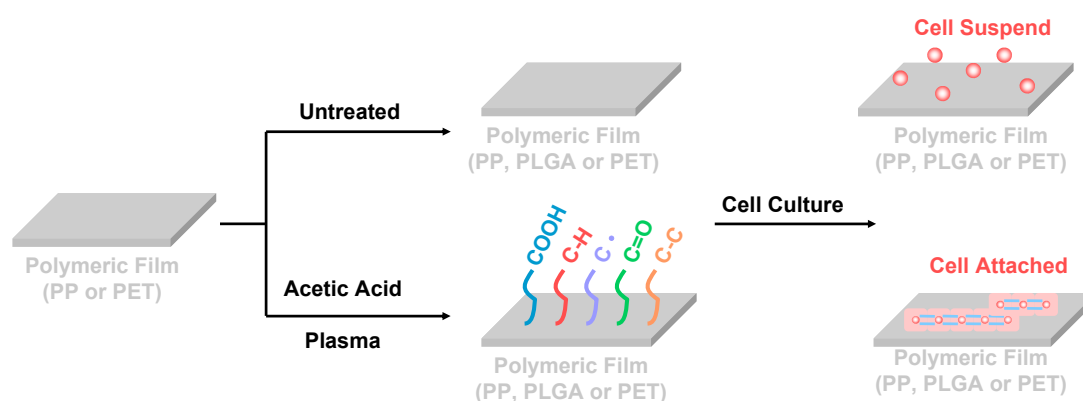 Cell Suspend
Untreated
Polymeric Film
(PP, PLGA or PET)
Polymeric Film
(PP, PLGA or PET)
Polymeric Film
(PP or PET)
COOH
C-H
C•
C=O
C-C
Cell Culture
Acetic Acid
Plasma
Cell Attached
Polymeric Film
(PP, PLGA or PET)
Polymeric Film
(PP, PLGA or PET)